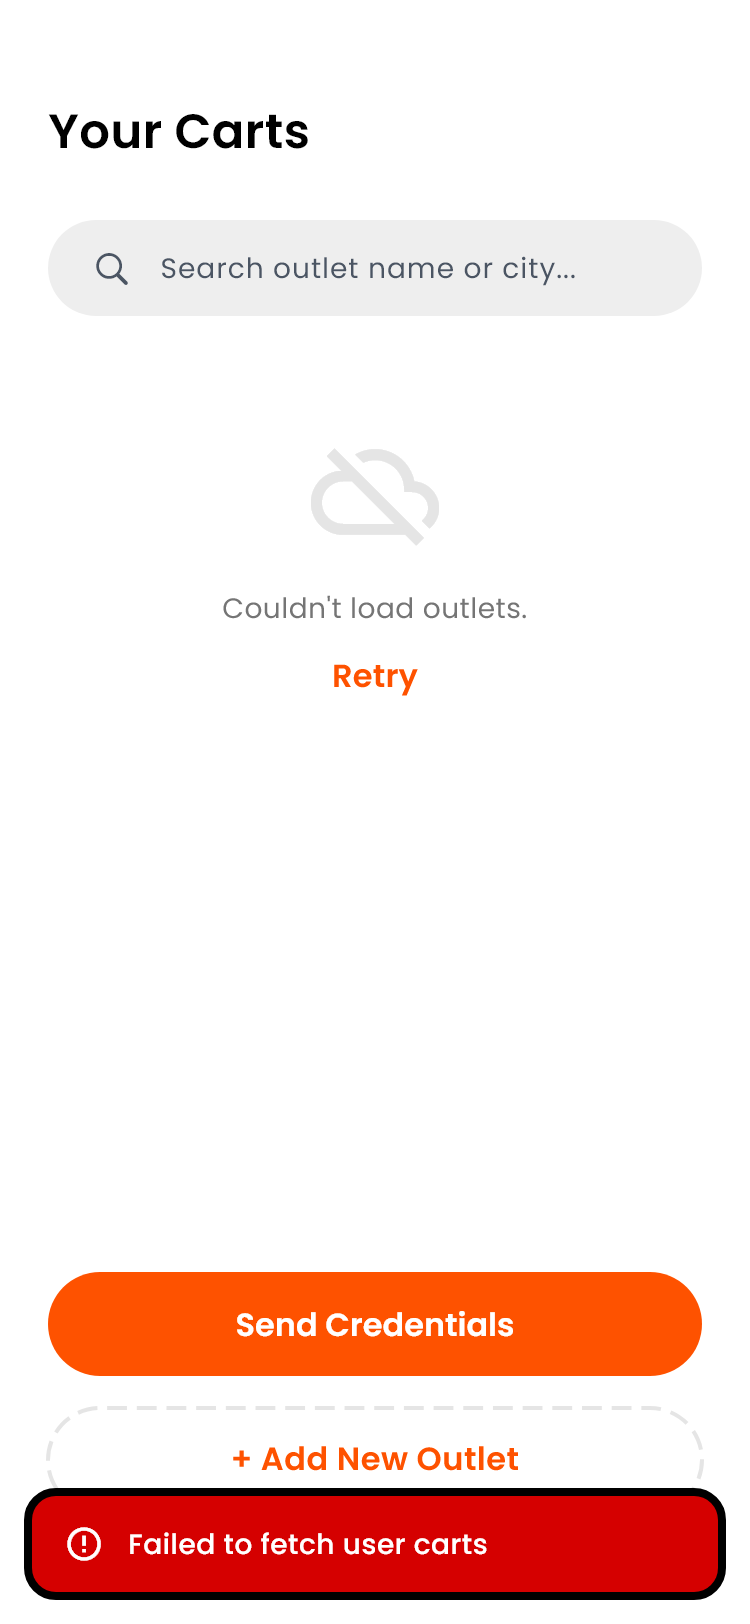 Your Carts
Search outlet name or city...
Couldn't load outlets.
Retry
Send Credentials
+ Add New Outlet
Failed to fetch user carts